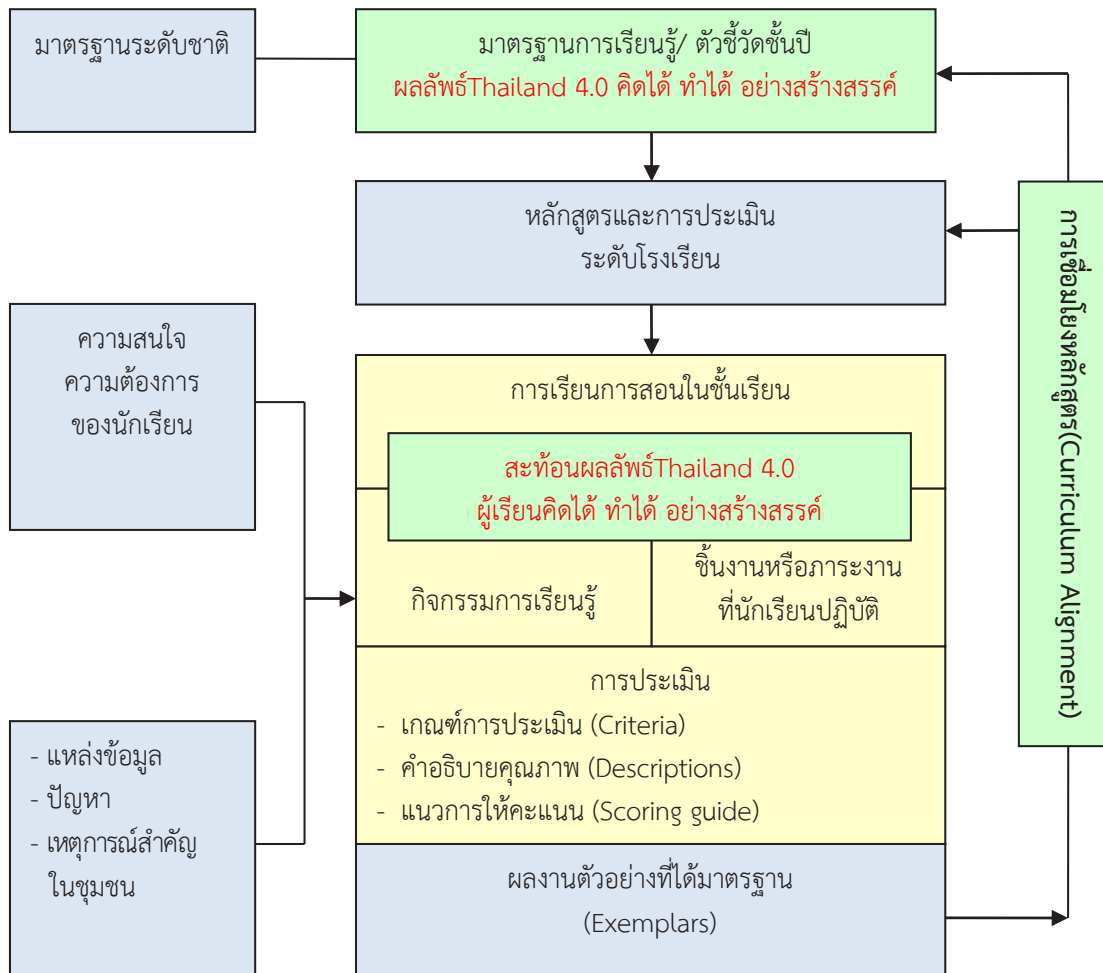 มาตรฐานระดับชาติ
มาตรฐานการเรียนรู้/ ตัวชี้วัดชั้นปี
ผลลัพธ์Thailand 4.0 คิดได้ ทำได้ อย่างสร้างสรรค์
หลักสูตรและการประเมิน
ระดับโรงเรียน
ความสนใจ
ความต้องการ
ของนักเรียน
การเรียนการสอนในชั้นเรียน
สะท้อนผลลัพธ์Thailand 4.0
ผู้เรียนคิดได้ ทำได้ อย่างสร้างสรรค์
กิจกรรมการเรียนรู้
ชิ้นงานหรือภาระงาน
ที่นักเรียนปฏิบัติ
การประเมิน
- เกณฑ์การประเมิน (Criteria)
- คำอธิบายคุณภาพ (Descriptions)
- แนวการให้คะแนน (Scoring guide)
- แหล่งข้อมูล
- ปัญหา
- เหตุการณ์สำคัญ
ในชุมชน
ผลงานตัวอย่างที่ได้มาตรฐาน
(Exemplars)
การเชื่อมโยงหลักสูตร(Curriculum Alignment)